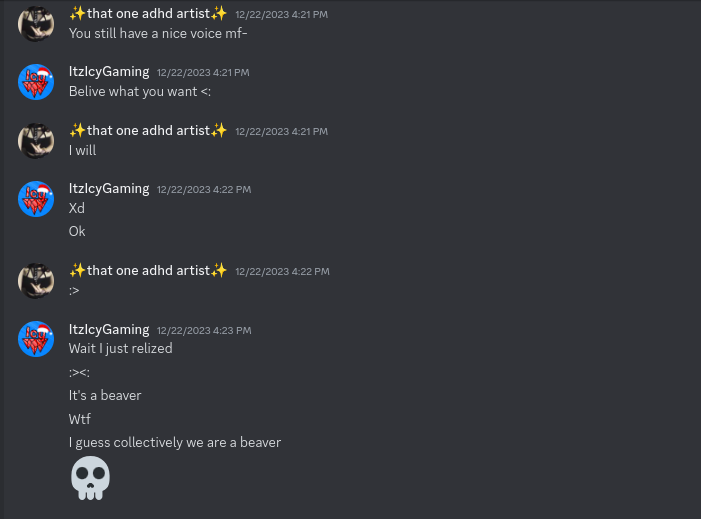 ✨that one adhd artist✨ 12/22/2023 4:21 PM
You still have a nice voice mf-
ItzIcyGaming 12/22/2023 4:21 PM
Belive what you want <:
✨that one adhd artist✨ 12/22/2023 4:21 PM
I will
ItzIcyGaming 12/22/2023 4:22 PM
Xd
Ok
✨that one adhd artist✨ 12/22/2023 4:22 PM
:>
ItzIcyGaming 12/22/2023 4:23 PM
Wait I just relized
:><:
It's a beaver
Wtf
I guess collectively we are a beaver
💀